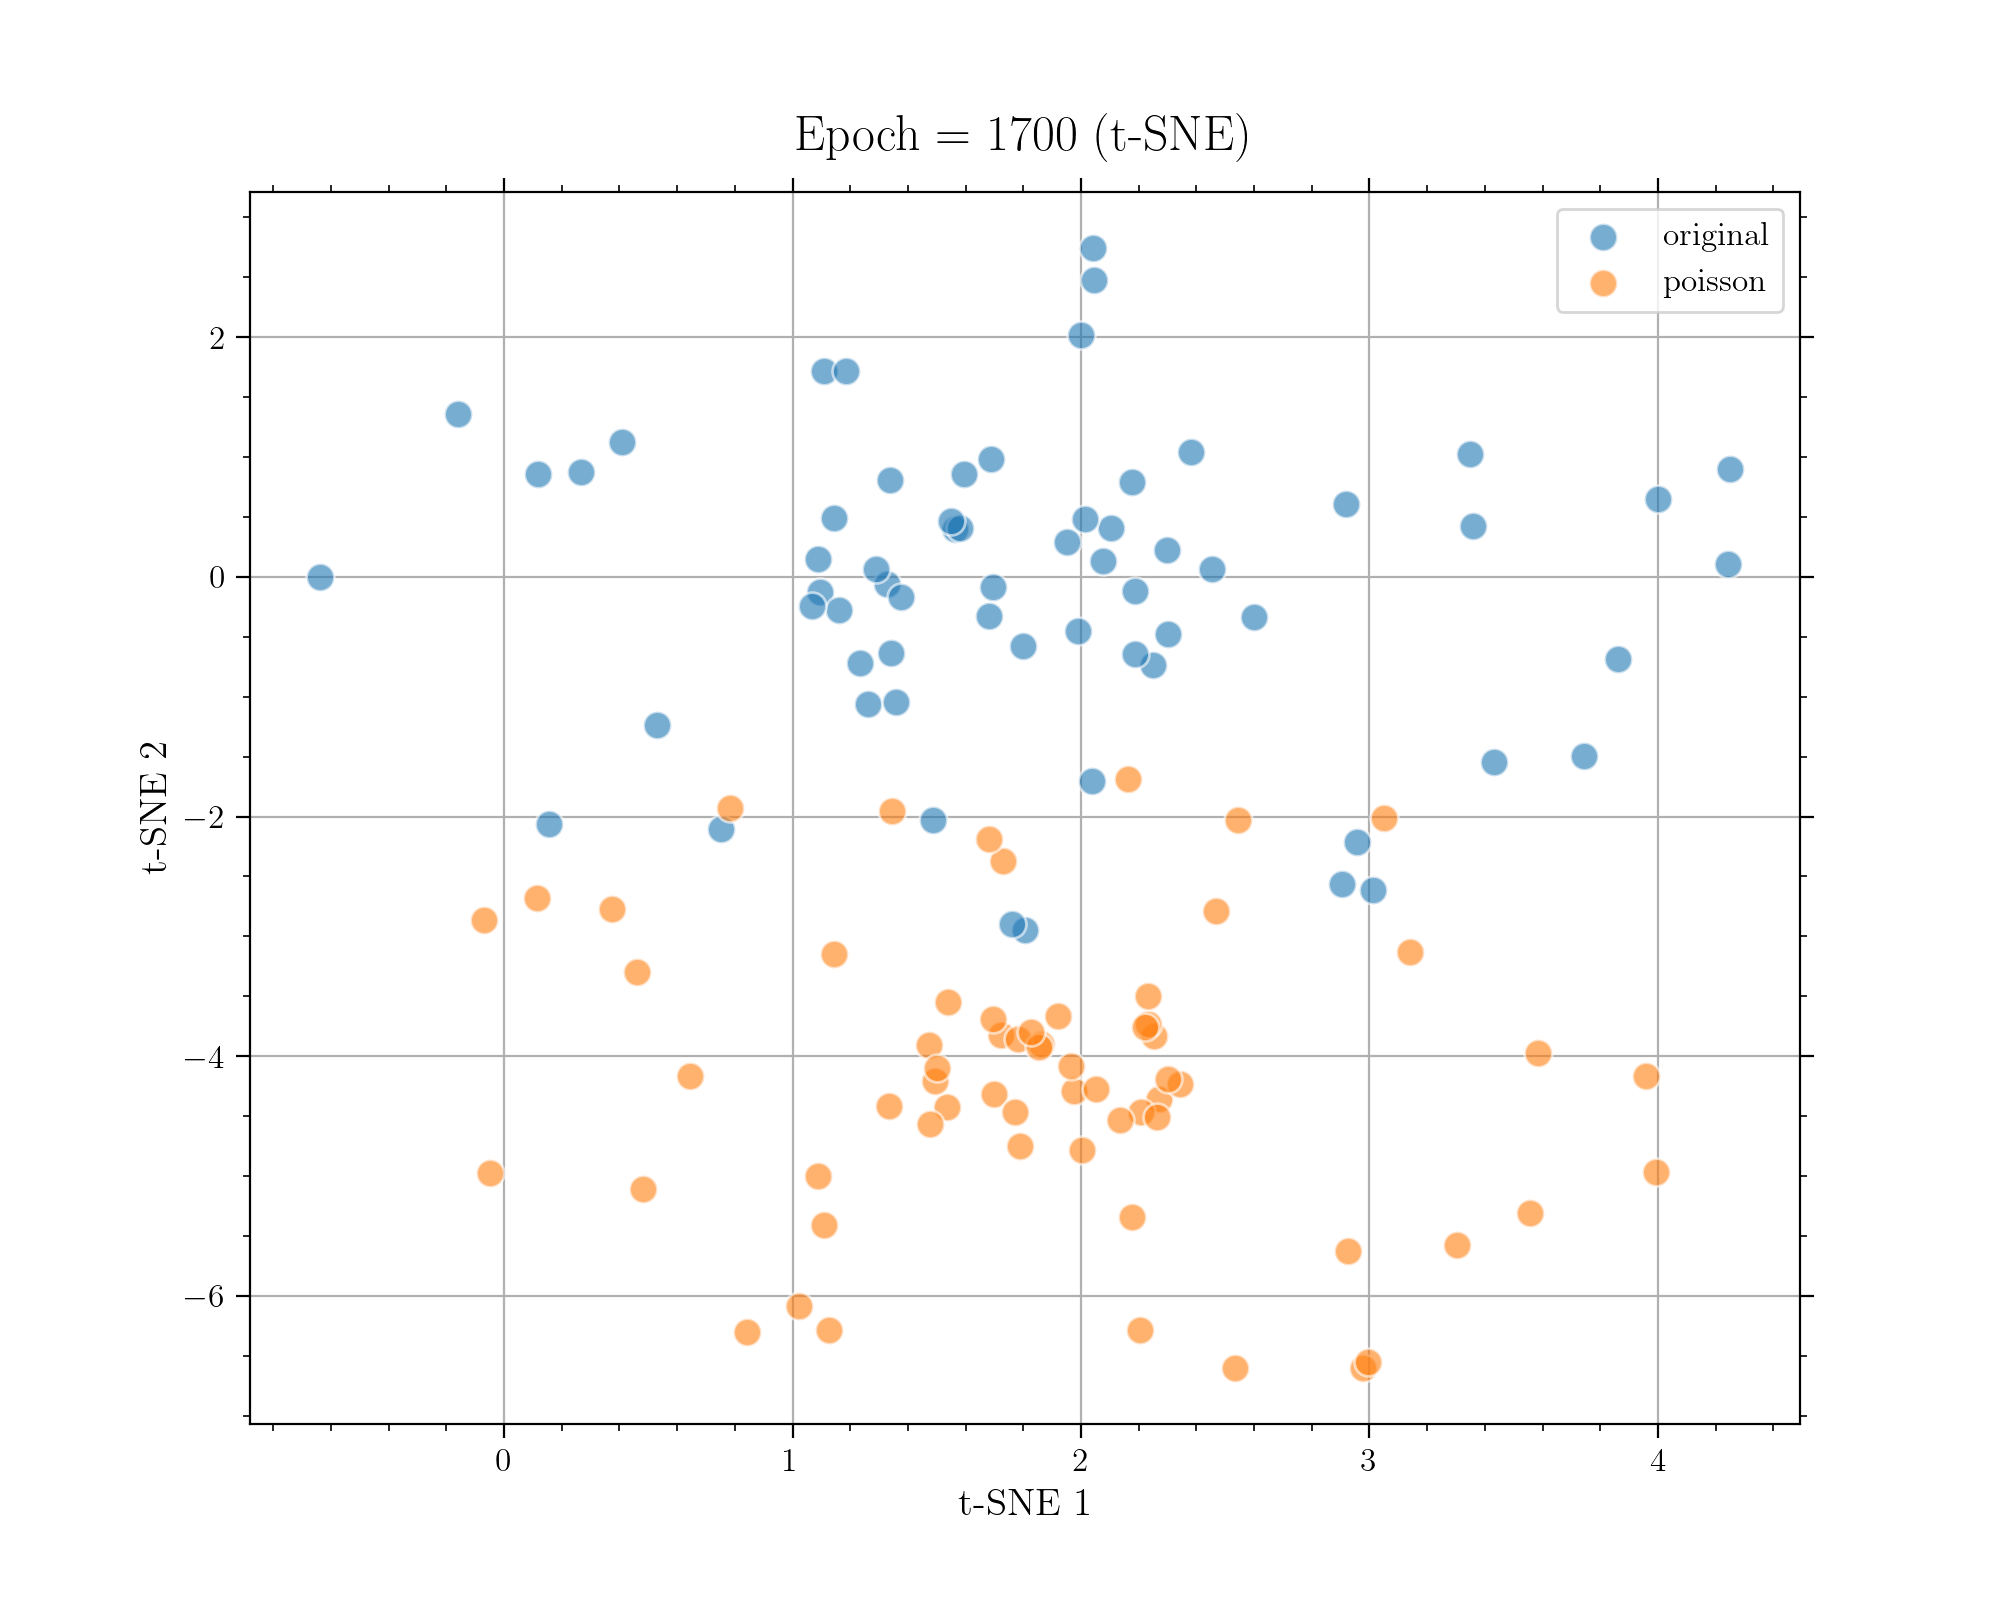 Epoch = 1700 (t-SNE)
original
poisson
2
0
−2
−4
−6
t-SNE 2
0 1 2 3 4
t-SNE 1